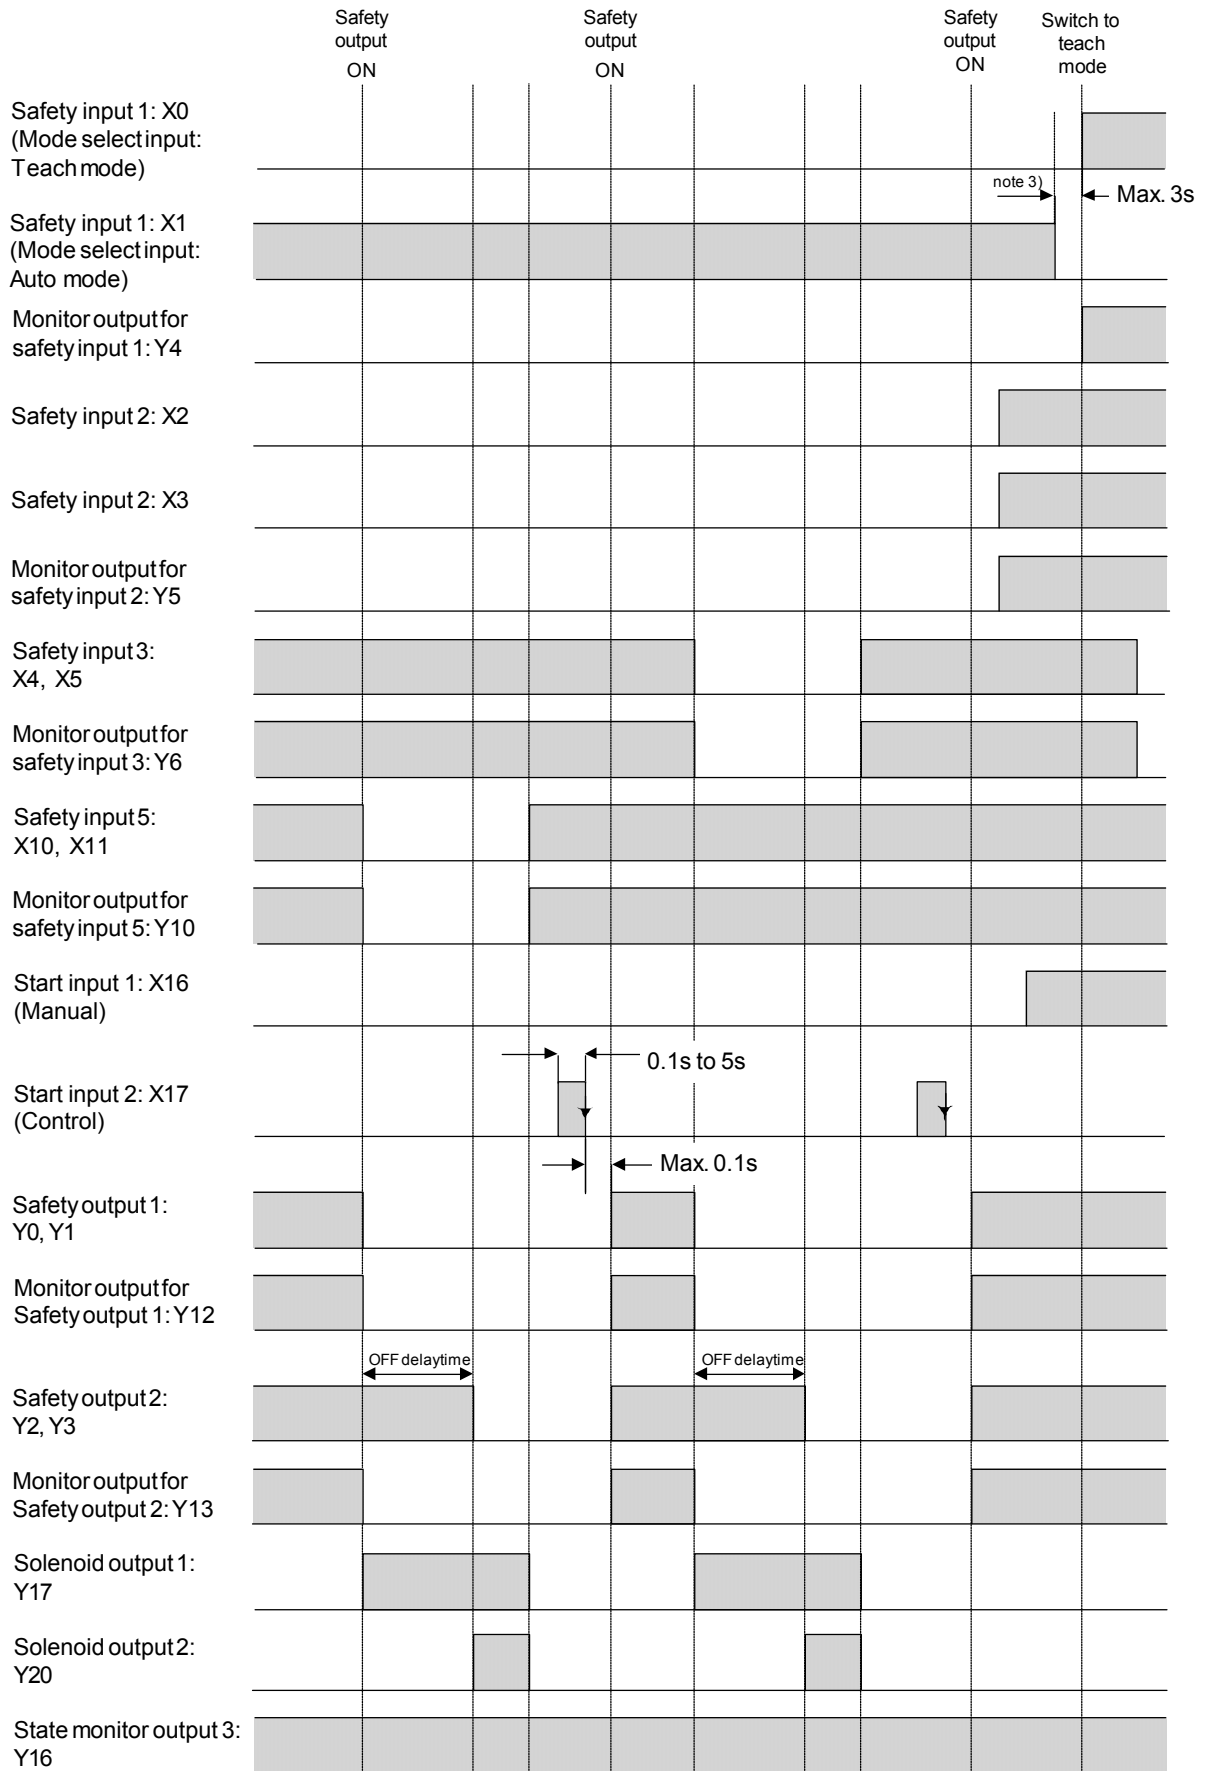 Safety
output
ON
Safety
output
ON
Safety
output
ON
Switch to
teach
mode
Safety input 1: X0
(Mode select input:
Teach mode)
note 3)
Max. 3s
Safety input 1: X1
(Mode select input:
Auto mode)
Monitor output for
safety input 1: Y4
Safety input 2: X2
Safety input 2: X3
Monitor output for
safety input 2: Y5
Safety input 3:
X4, X5
Monitor output for
safety input 3: Y6
Safety input 5:
X10, X11
Monitor output for
safety input 5: Y10
Start input 1: X16
(Manual)
0.1s to 5s
Start input 2: X17
(Control)
Max. 0.1s
Safety output 1:
Y0, Y1
Monitor output for
Safety output 1: Y12
OFF delay time
OFF delay time
Safety output 2:
Y2, Y3
Monitor output for
Safety output 2: Y13
Solenoid output 1:
Y17
Solenoid output 2:
Y20
State monitor output 3:
Y16